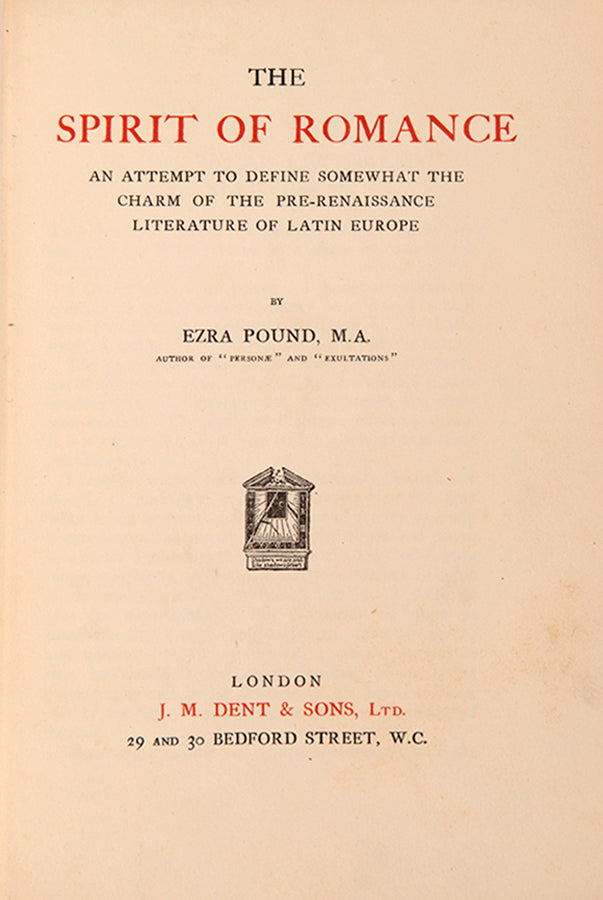 THE
SPIRIT OF ROMANCE
AN ATTEMPT TO DEFINE SOMEWHAT THE
CHARM OF THE PRE-RENAISSANCE
LITERATURE OF LATIN EUROPE
BY
EZRA POUND, M.A.
AUTHOR OF "PERSONÆ" AND "EXULTATIONS"
LONDON
J. M. DENT & SONS, LTD.
29 AND 30 BEDFORD STREET, W.C.